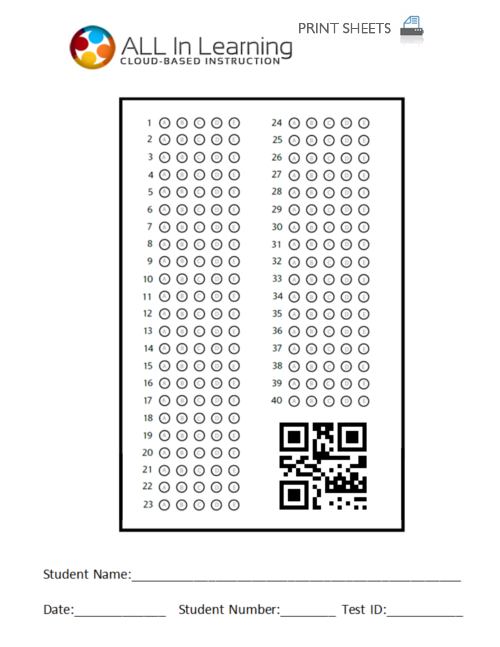 PRINT SHEETS
ALL In Learning
CLOUD-BASED INSTRUCTION
1 A B C D E
2 A B C D E
3 A B C D E
4 A B C D E
5 A B C D E
6 A B C D E
7 A B C D E
8 A B C D E
9 A B C D E
10 A B C D E
11 A B C D E
12 A B C D E
13 A B C D E
14 A B C D E
15 A B C D E
16 A B C D E
17 A B C D E
18 A B C D E
19 A B C D E
20 A B C D E
21 A B C D E
22 A B C D E
23 A B C D E
24 A B C D E
25 A B C D E
26 A B C D E
27 A B C D E
28 A B C D E
29 A B C D E
30 A B C D E
31 A B C D E
32 A B C D E
33 A B C D E
34 A B C D E
35 A B C D E
36 A B C D E
37 A B C D E
38 A B C D E
39 A B C D E
40 A B C D E
Student Name:
Date: Student Number: Test ID: